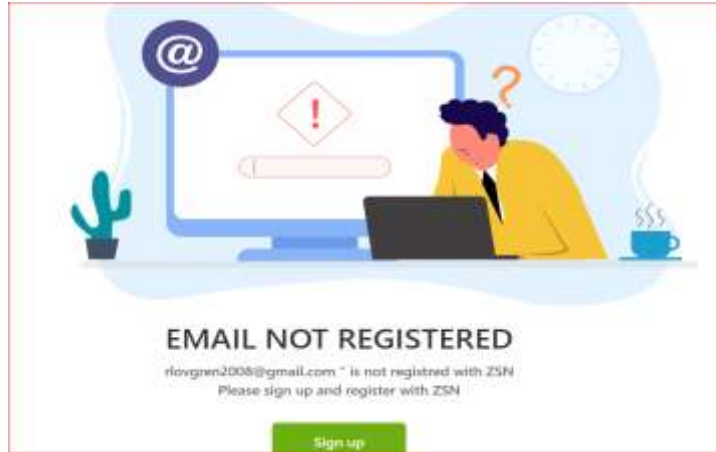 @
!
?
EMAIL NOT REGISTERED
rlovgren2008@gmail.com " is not registred with ZSN
Please sign up and register with ZSN
Sign up